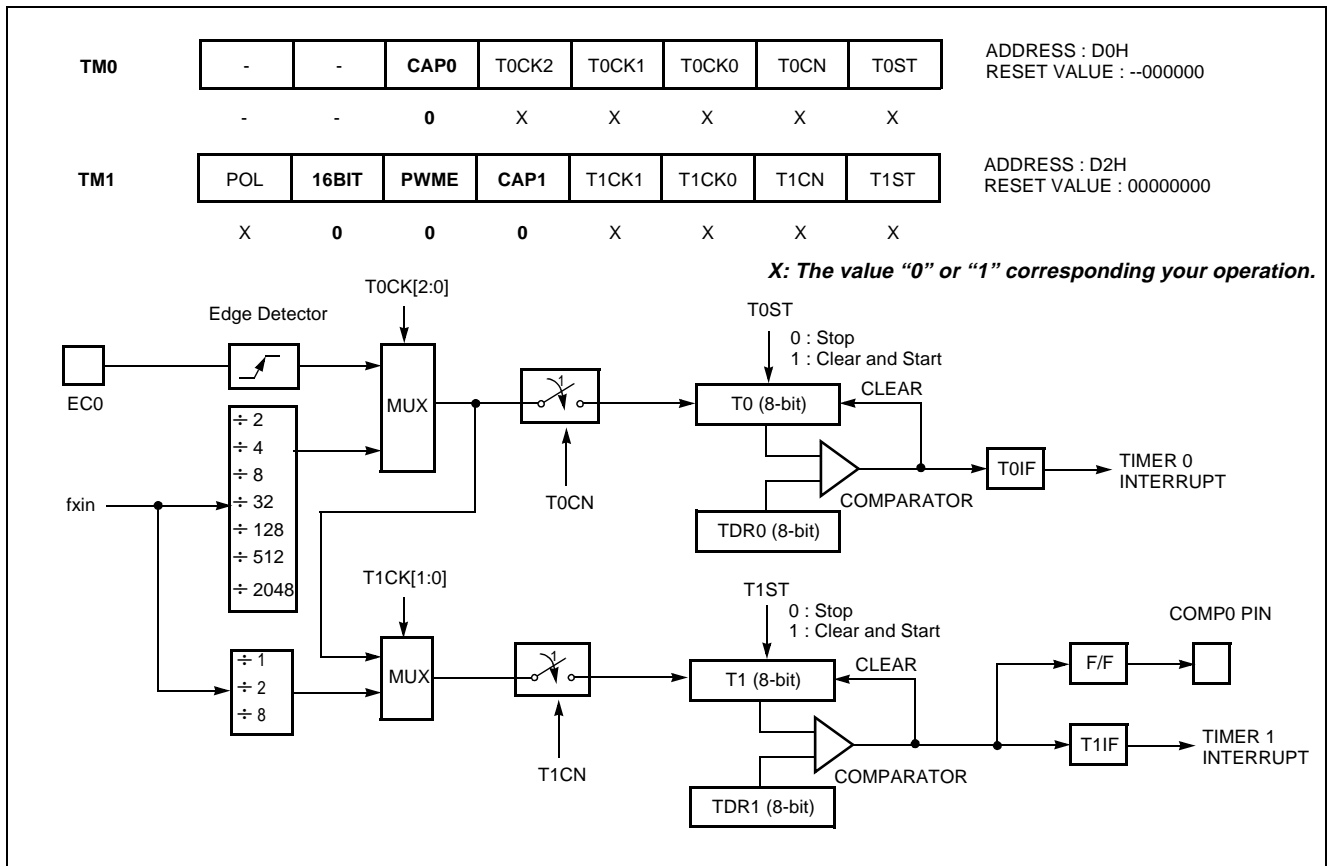 TM0 - - CAP0 T0CK2 T0CK1 T0CK0 T0CN T0ST ADDRESS : D0H
RESET VALUE : --000000
- - 0 X X X X X
TM1 POL 16BIT PWME CAP1 T1CK1 T1CK0 T1CN T1ST ADDRESS : D2H
RESET VALUE : 00000000
X 0 0 0 X X X X
X: The value “0” or “1” corresponding your operation.
T0CK[2:0]
Edge Detector
EC0
MUX
1
T0CN
T0ST
0 : Stop
1 : Clear and Start
T0 (8-bit)
CLEAR
COMPARATOR
TDR0 (8-bit)
T0IF
TIMER 0
INTERRUPT
fxin
÷ 2
÷ 4
÷ 8
÷ 32
÷ 128
÷ 512
÷ 2048
T1CK[1:0]
÷ 1
÷ 2
÷ 8
MUX
1
T1CN
T1ST
0 : Stop
1 : Clear and Start
T1 (8-bit)
CLEAR
COMPARATOR
TDR1 (8-bit)
COMP0 PIN
F/F
T1IF
TIMER 1
INTERRUPT